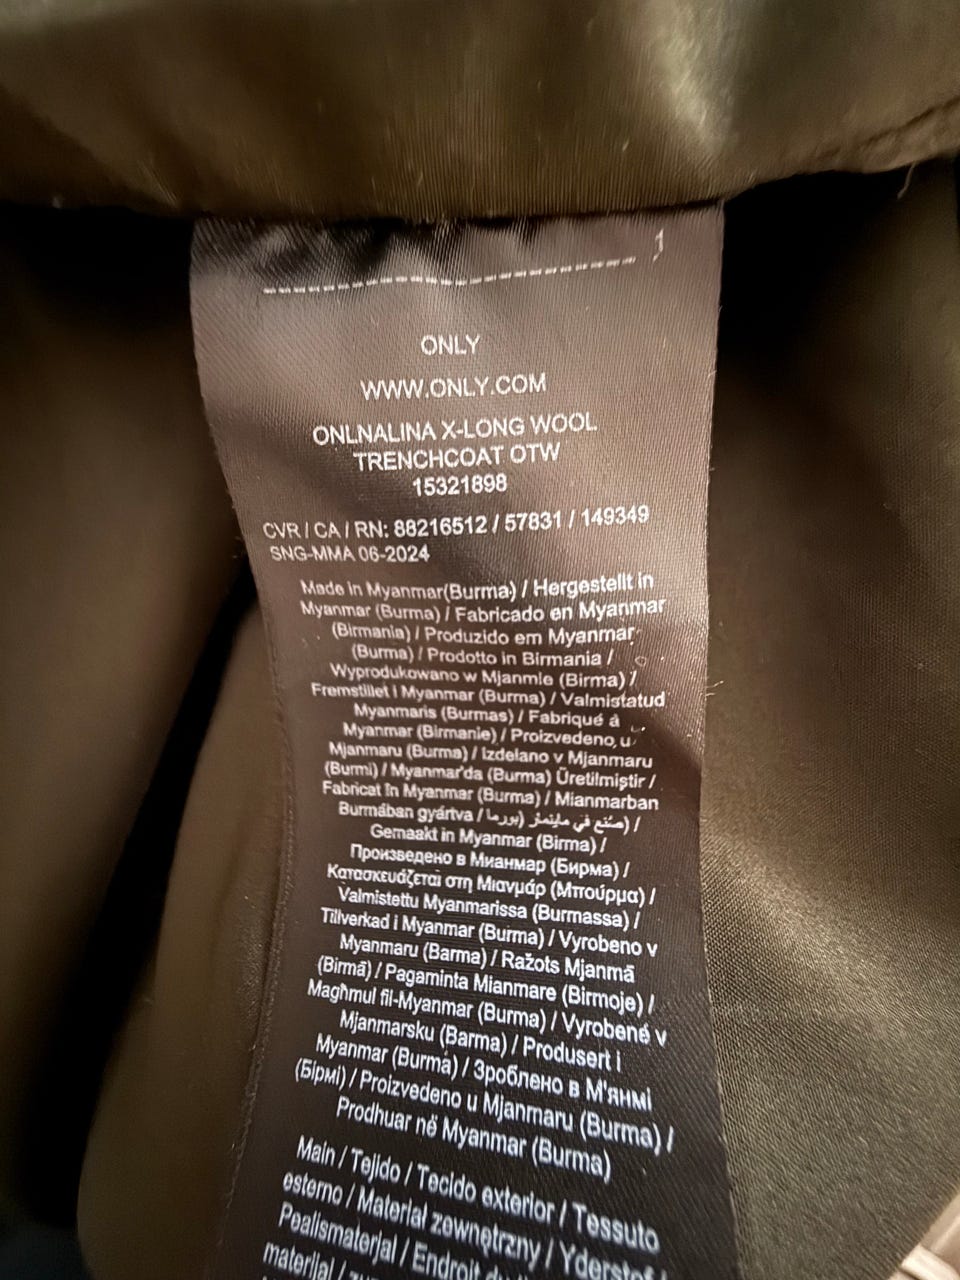 1
ONLY
WWW.ONLY.COM
ONLNALINA X-LONG WOOL
TRENCHCOAT OTW
15321898
CVR / CA / RN: 88216512 / 57831 / 149349
SNG-MMA 06-2024
Made in Myanmar(Burma) / Hergestellt in
Myanmar (Burma) / Fabricado en Myanmar
(Birmania) / Produzido em Myanmar
(Burma) / Prodotto in Birmania /
Wyprodukowano w Mjanmie (Birma) /
Fremstillet i Myanmar (Burma) / Valmistatud
Myanmaris (Burmas) / Fabriqué à
Myanmar (Birmanie) / Proizvedeno u
Mjanmaru (Burma) / Izdelano v Mjanmaru
(Burmi) / Myanmar'da (Burma) Üretilmiştir /
Fabricat în Myanmar (Burma) / Mianmarban
Burmában gyártva / صُنع في ماينمار (بورما) /
Gemaakt in Myanmar (Birma) /
Произведено в Мианмар (Бирма) /
Κατασκευάζεται στη Μιανμάρ (Μπούρμα) /
Valmistettu Myanmarissa (Burmassa) /
Tillverkad i Myanmar (Burma) / Vyrobeno v
Myanmaru (Barma) / Ražots Mjanmā
(Birmā) / Pagaminta Mianmare (Birmoje) /
Magħmul fil-Myanmar (Burma) / Vyrobené v
Mjanmarsku (Barma) / Produsert i
Myanmar (Burma) / Зроблено в М'янмі
(Бірмі) / Proizvedeno u Mjanmaru (Burma) /
Prodhuar në Myanmar (Burma)
Main / Tejido / Tecido exterior / Tessuto
esterno / Materiał zewnętrzny / Yderstof /
Pealismaterjal / Endroit
materijal /